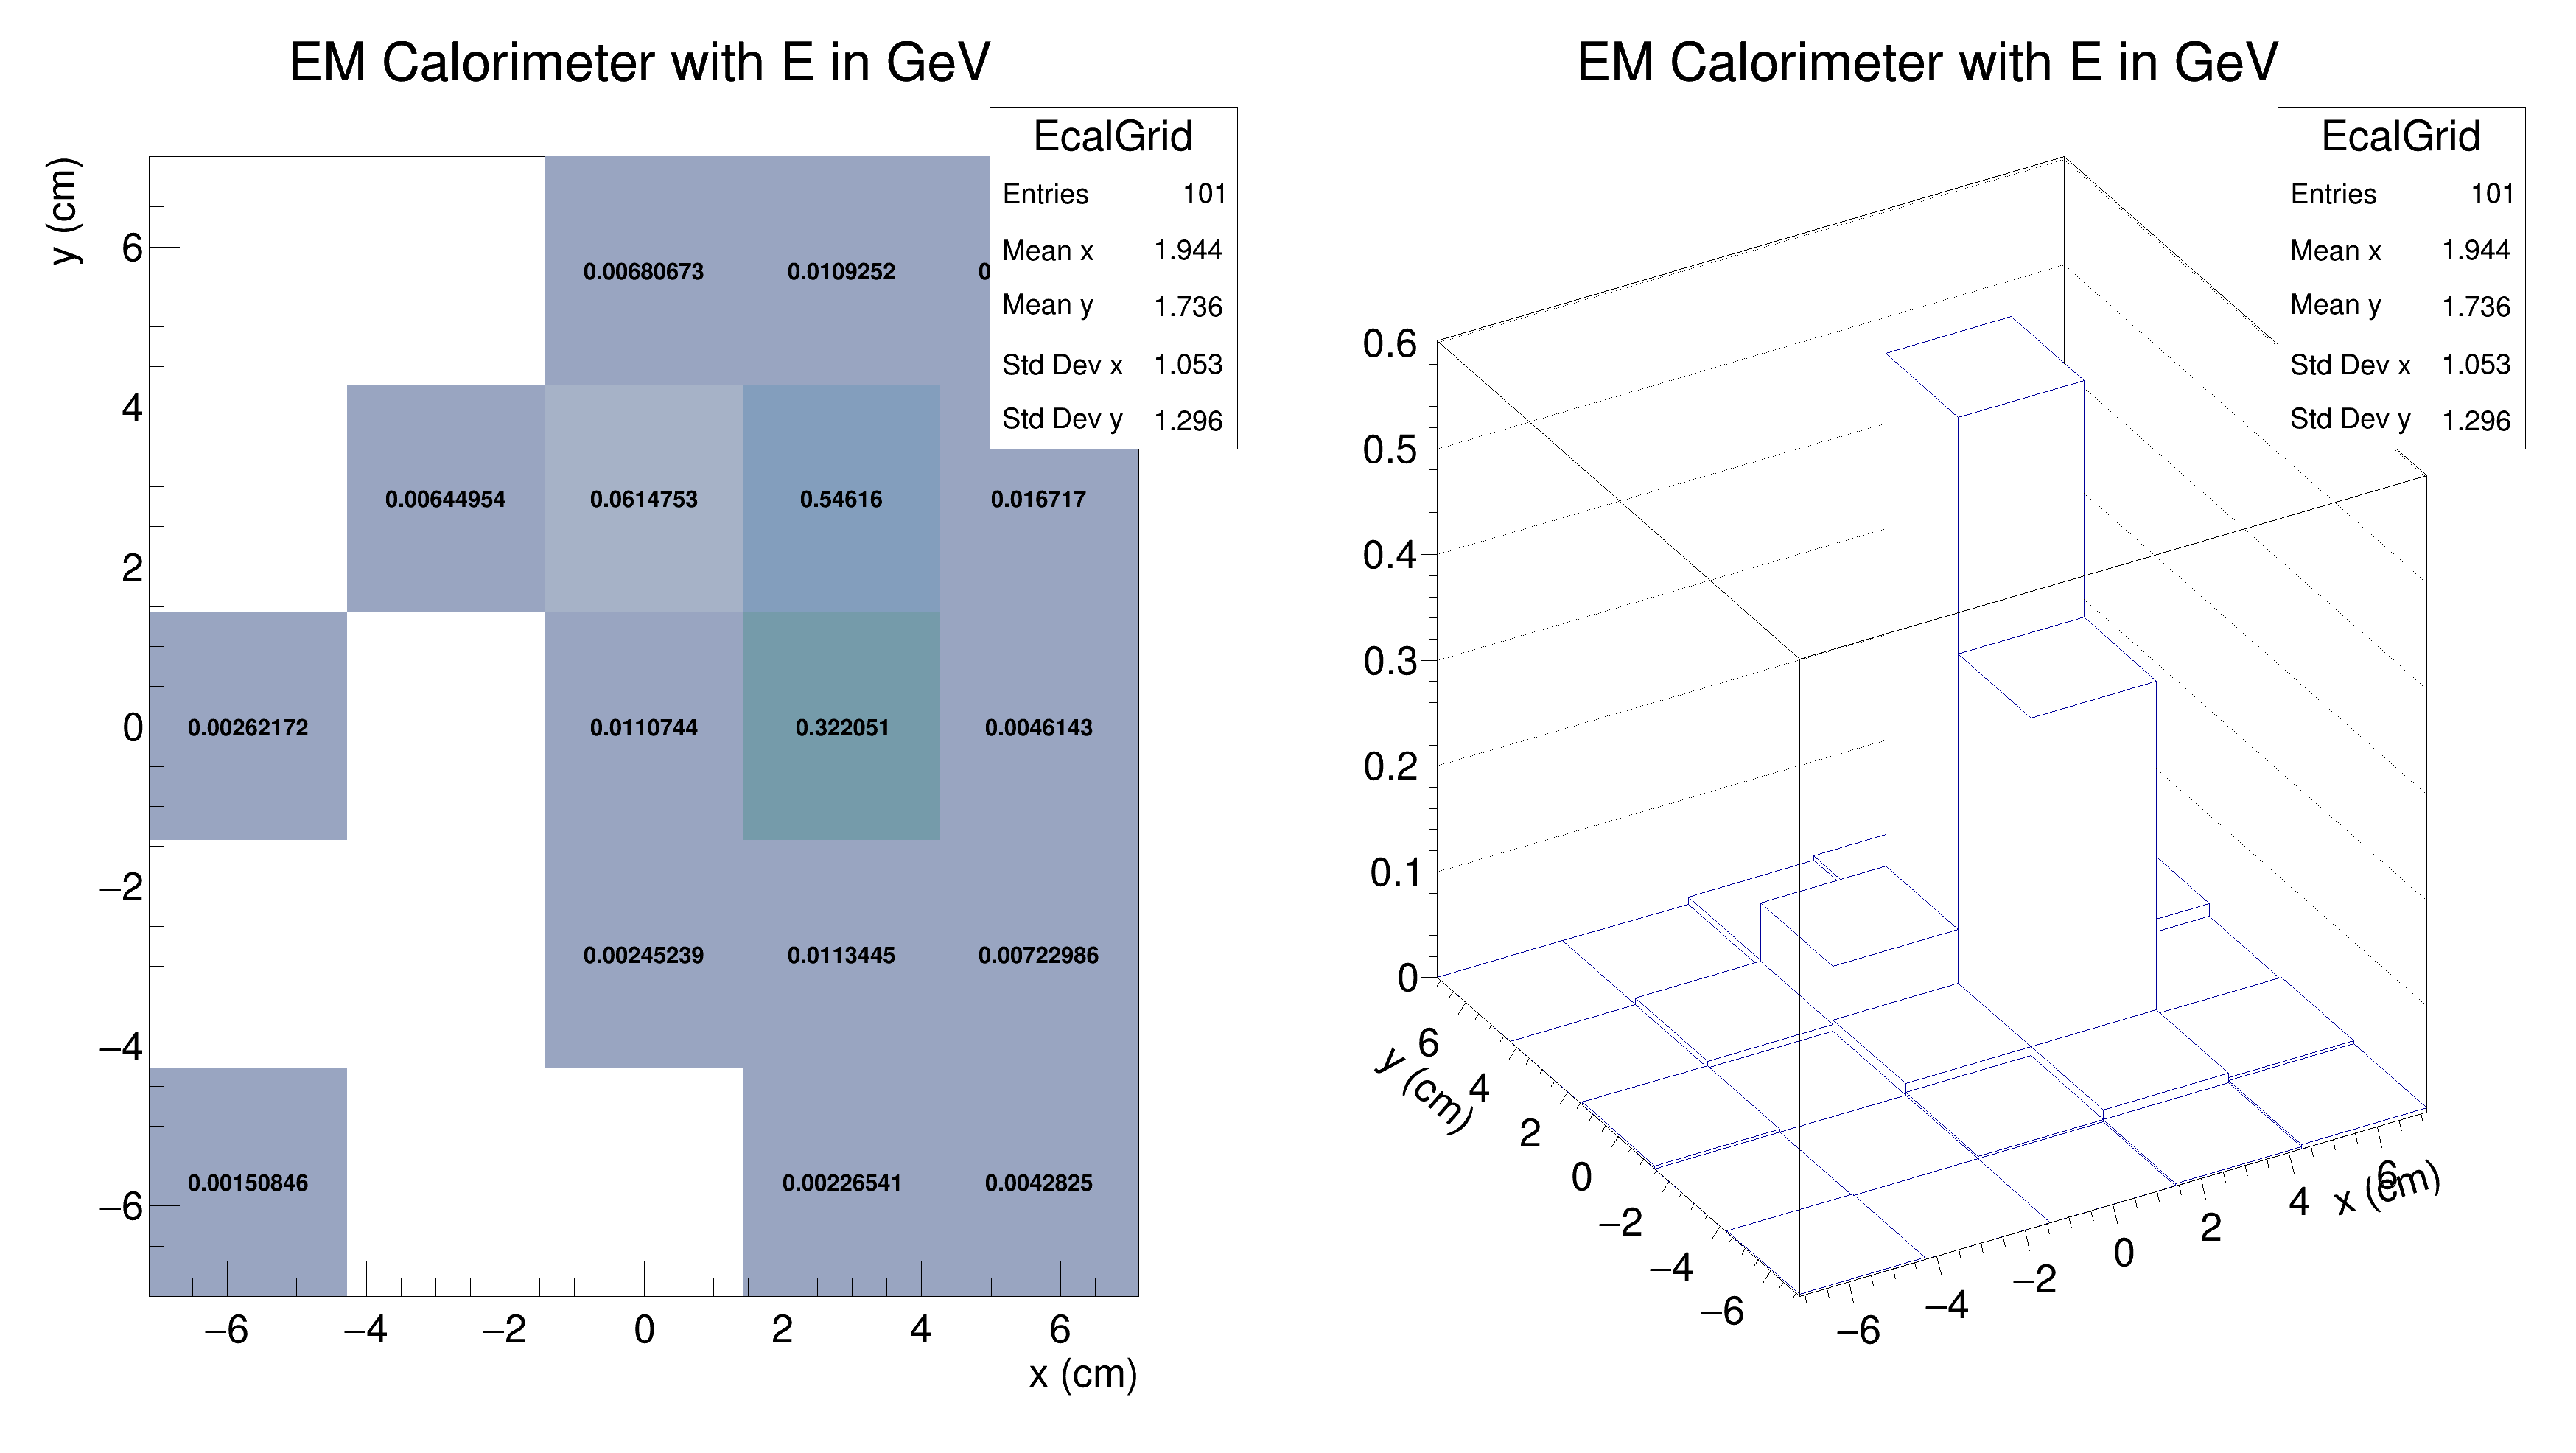 EM Calorimeter with E in GeV
EcalGrid
Entries 101
Mean x 1.944
Mean y 1.736
Std Dev x 1.053
Std Dev y 1.296
y (cm)
6
4
2
0
−2
−4
−6
0.00680673 0.0109252
0.00644954 0.0614753 0.54616 0.016717
0.00262172 0.0110744 0.322051 0.0046143
0.00245239 0.0113445 0.00722986
0.00150846 0.00226541 0.0042825
−6 −4 −2 0 2 4 6
x (cm)
EM Calorimeter with E in GeV
EcalGrid
Entries 101
Mean x 1.944
Mean y 1.736
Std Dev x 1.053
Std Dev y 1.296
0.6
0.5
0.4
0.3
0.2
0.1
0
6
4
2
0
−2
−4
−6
y (cm)
−6
−4
−2
0
2
4
6
x (cm)